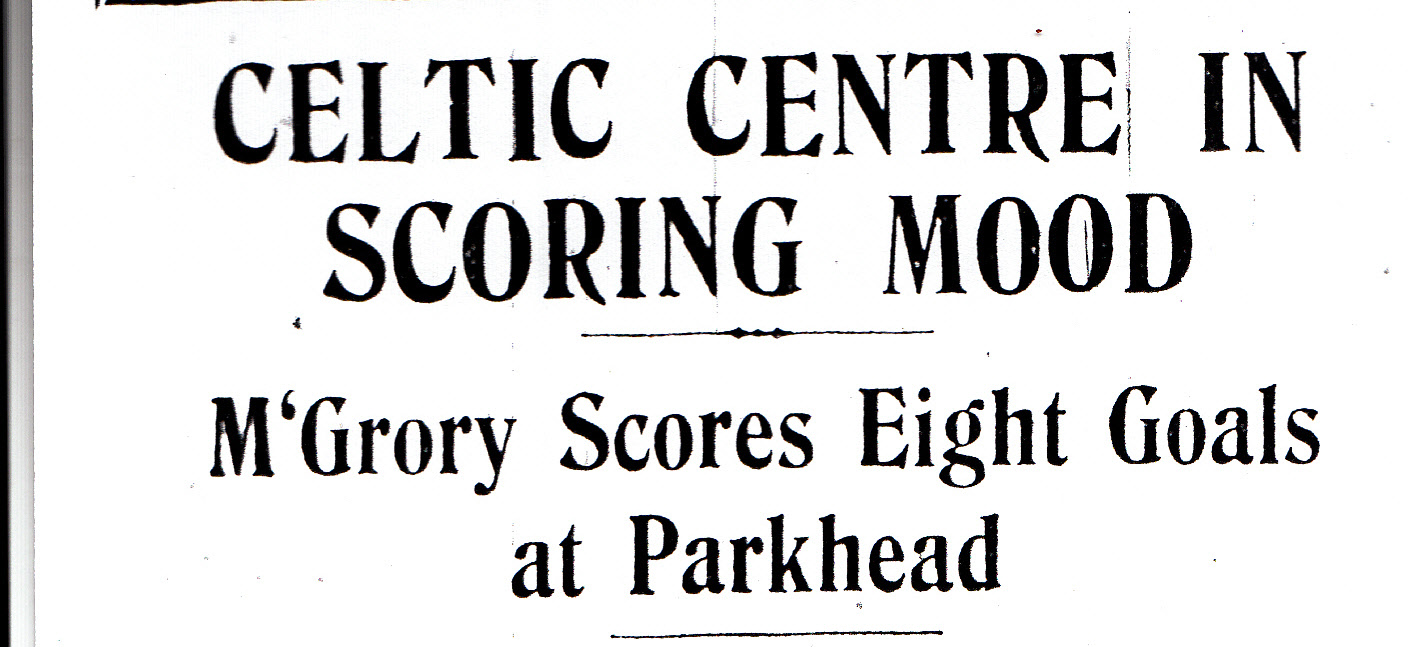 CELTIC CENTRE IN
SCORING MOOD
M‘Grory Scores Eight Goals
at Parkhead